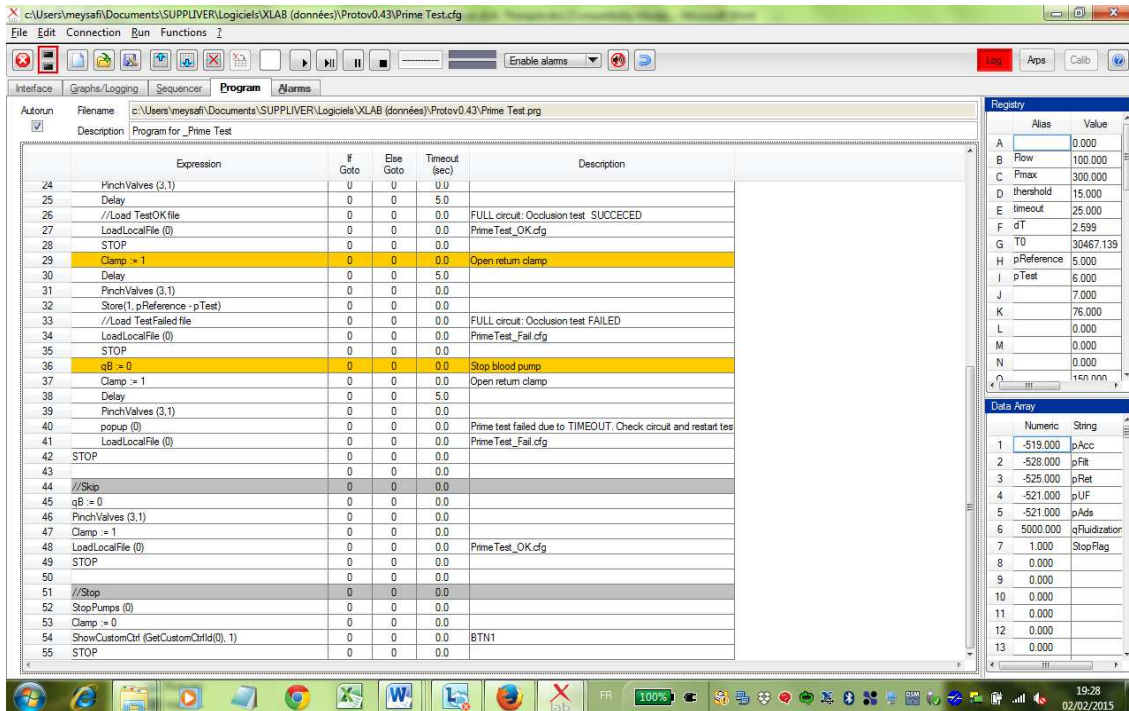 c:\Users\meysafi\Documents\SUPPLIVER\Logiciels\XLAB (données)\Protov0.43\Prime Test.cfg
File Edit Connection Run Functions ?
Enable alarms Log Arps Calib
Interface Graphs/Logging Sequencer Program Alarms
Autorun Filename c:\Users\meysafi\Documents\SUPPLIVER\Logiciels\XLAB (données)\Protov0.43\Prime Test.prg
Description Program for _Prime Test
Expression If Goto Else Goto Timeout (sec) Description
24 PinchValves (3,1) 0 0 0.0
25 Delay 0 0 5.0
26 //Load TestOK file 0 0 0.0 FULL circuit: Occlusion test SUCCECED
27 LoadLocalFile (0) 0 0 0.0 PrimeTest_OK.cfg
28 STOP 0 0 0.0
29 Clamp := 1 0 0 0.0 Open return clamp
30 Delay 0 0 5.0
31 PinchValves (3,1) 0 0 0.0
32 Store(1, pReference - pTest) 0 0 0.0
33 //Load TestFailed file 0 0 0.0 FULL circuit: Occlusion test FAILED
34 LoadLocalFile (0) 0 0 0.0 PrimeTest_Fail.cfg
35 STOP 0 0 0.0
36 qB := 0 0 0 0.0 Stop blood pump
37 Clamp := 1 0 0 0.0 Open return clamp
38 Delay 0 0 5.0
39 PinchValves (3,1) 0 0 0.0
40 popup (0) 0 0 0.0 Prime test failed due to TIMEOUT. Check circuit and restart tes
41 LoadLocalFile (0) 0 0 0.0 PrimeTest_Fail.cfg
42 STOP 0 0 0.0
43 0 0 0.0
44 //Skip 0 0 0.0
45 qB := 0 0 0 0.0
46 PinchValves (3,1) 0 0 0.0
47 Clamp := 1 0 0 0.0
48 LoadLocalFile (0) 0 0 0.0 PrimeTest_OK.cfg
49 STOP 0 0 0.0
50 0 0 0.0
51 //Stop 0 0 0.0
52 StopPumps (0) 0 0 0.0
53 Clamp := 0 0 0 0.0
54 ShowCustomCtrl (GetCustomCtrlId(0), 1) 0 0 0.0 BTN1
55 STOP 0 0 0.0
Registry
Alias Value
A 0.000
B Flow 100.000
C Pmax 300.000
D thershold 15.000
E timeout 25.000
F dT 2.599
G T0 30467.139
H pReference 5.000
I pTest 6.000
J 7.000
K 76.000
L 0.000
M 0.000
N 0.000
O 150.000
Data Array
Numeric String
1 -519.000 pAcc
2 -528.000 pFilt
3 -525.000 pRet
4 -521.000 pUF
5 -521.000 pAds
6 5000.000 qFluidization
7 1.000 StopFlag
8 0.000
9 0.000
10 0.000
11 0.000
12 0.000
13 0.000
lab FR 100% 19:28
02/02/2015